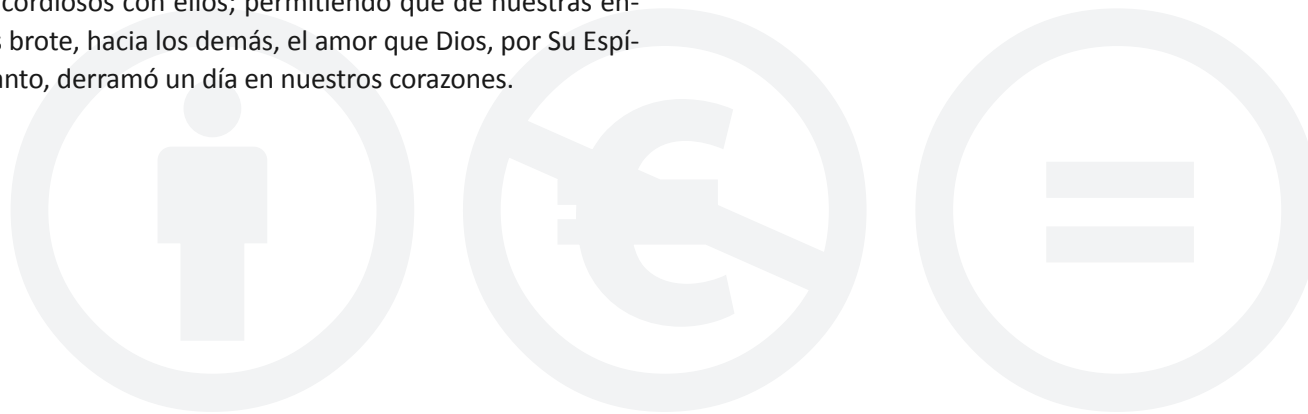 cordiosos con ellos; permitiendo que de nuestras en-
s brote, hacia los demás, el amor que Dios, por Su Espí-
anto, derramó un día en nuestros corazones.